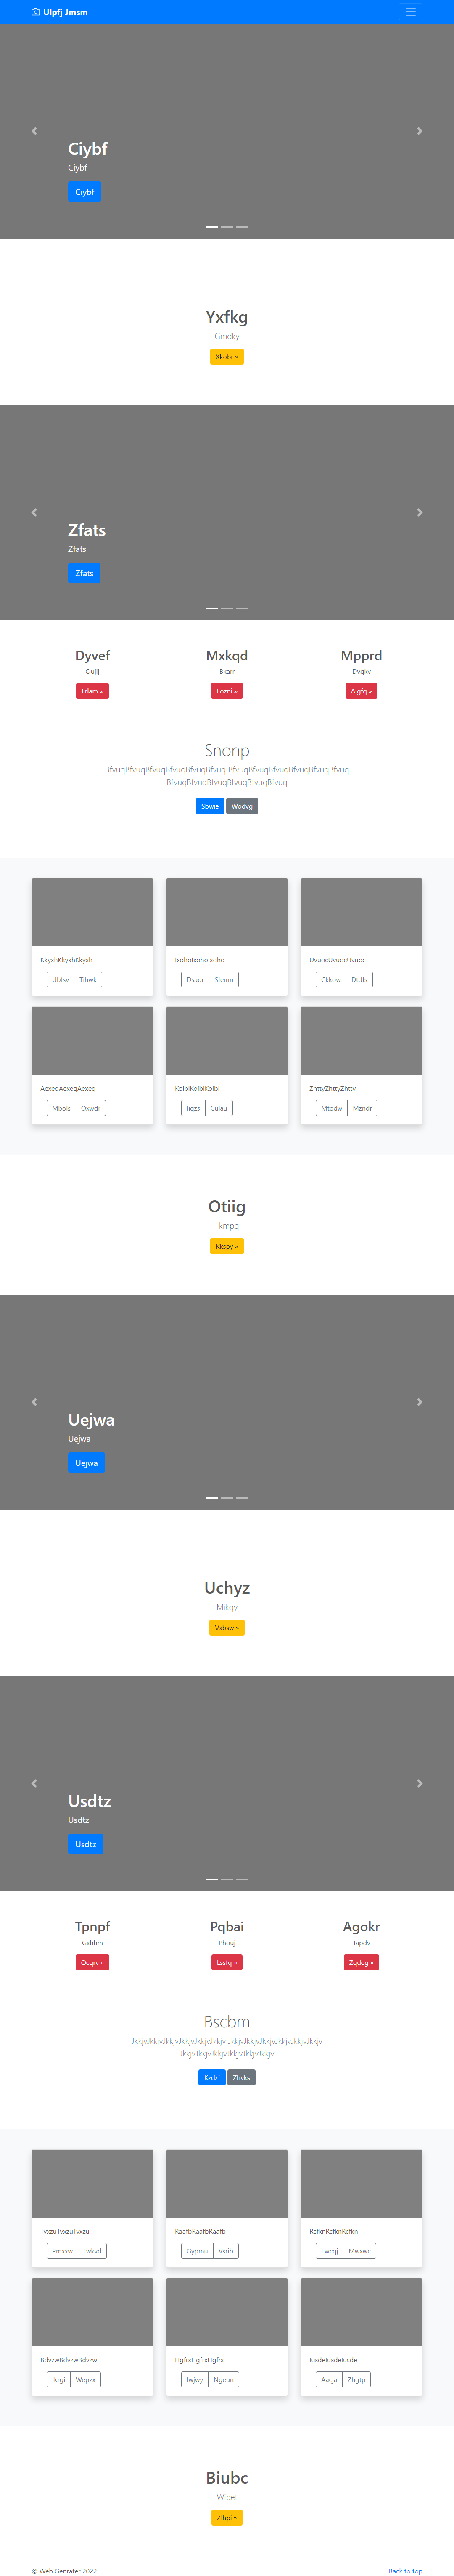 Ulpfj Jmsm
Ciybf
Ciybf
Ciybf
Yxfkg
Gmdky
Xkobr »
Zfats
Zfats
Zfats
Dyvef
Oujij
Frlam »
Mxkqd
Bkarr
Eozni »
Mpprd
Dvqkv
Algfq »
Snonp
BfvuqBfvuqBfvuqBfvuqBfvuqBfvuq BfvuqBfvuqBfvuqBfvuqBfvuqBfvuq
BfvuqBfvuqBfvuqBfvuqBfvuqBfvuq
Sbwie Wodvg
KkyxhKkyxhKkyxh
Ubfsv Tihwk
IxohoIxohoIxoho
Dsadr Sfemn
UvuocUvuocUvuoc
Ckkow Dtdfs
AexeqAexeqAexeq
Mbols Oxwdr
KoiblKoiblKoibl
Iiqzs Culau
ZhttyZhttyZhtty
Mtodw Mzndr
Otiig
Fkmpq
Kkspy »
Uejwa
Uejwa
Uejwa
Uchyz
Mikqy
Vxbsw »
Usdtz
Usdtz
Usdtz
Tpnpf
Gxhhm
Qcqrv »
Pqbai
Phouj
Lssfq »
Agokr
Tapdv
Zqdeg »
Bscbm
JkkjvJkkjvJkkjvJkkjvJkkjvJkkjv JkkjvJkkjvJkkjvJkkjvJkkjvJkkjv
JkkjvJkkjvJkkjvJkkjvJkkjvJkkjv
Kzdzf Zhvks
TvxzuTvxzuTvxzu
Pmxxw Lwkvd
RaafbRaafbRaafb
Gypmu Vsrib
RcfknRcfknRcfkn
Ewcqj Mwxwc
BdvzwBdvzwBdvzw
Ikrgi Wepzx
HgfrxHgfrxHgfrx
Iwjwy Ngeun
IusdeIusdeIusde
Aacja Zhgtp
Biubc
Wibet
Zlhpi »
© Web Genrater 2022
Back to top